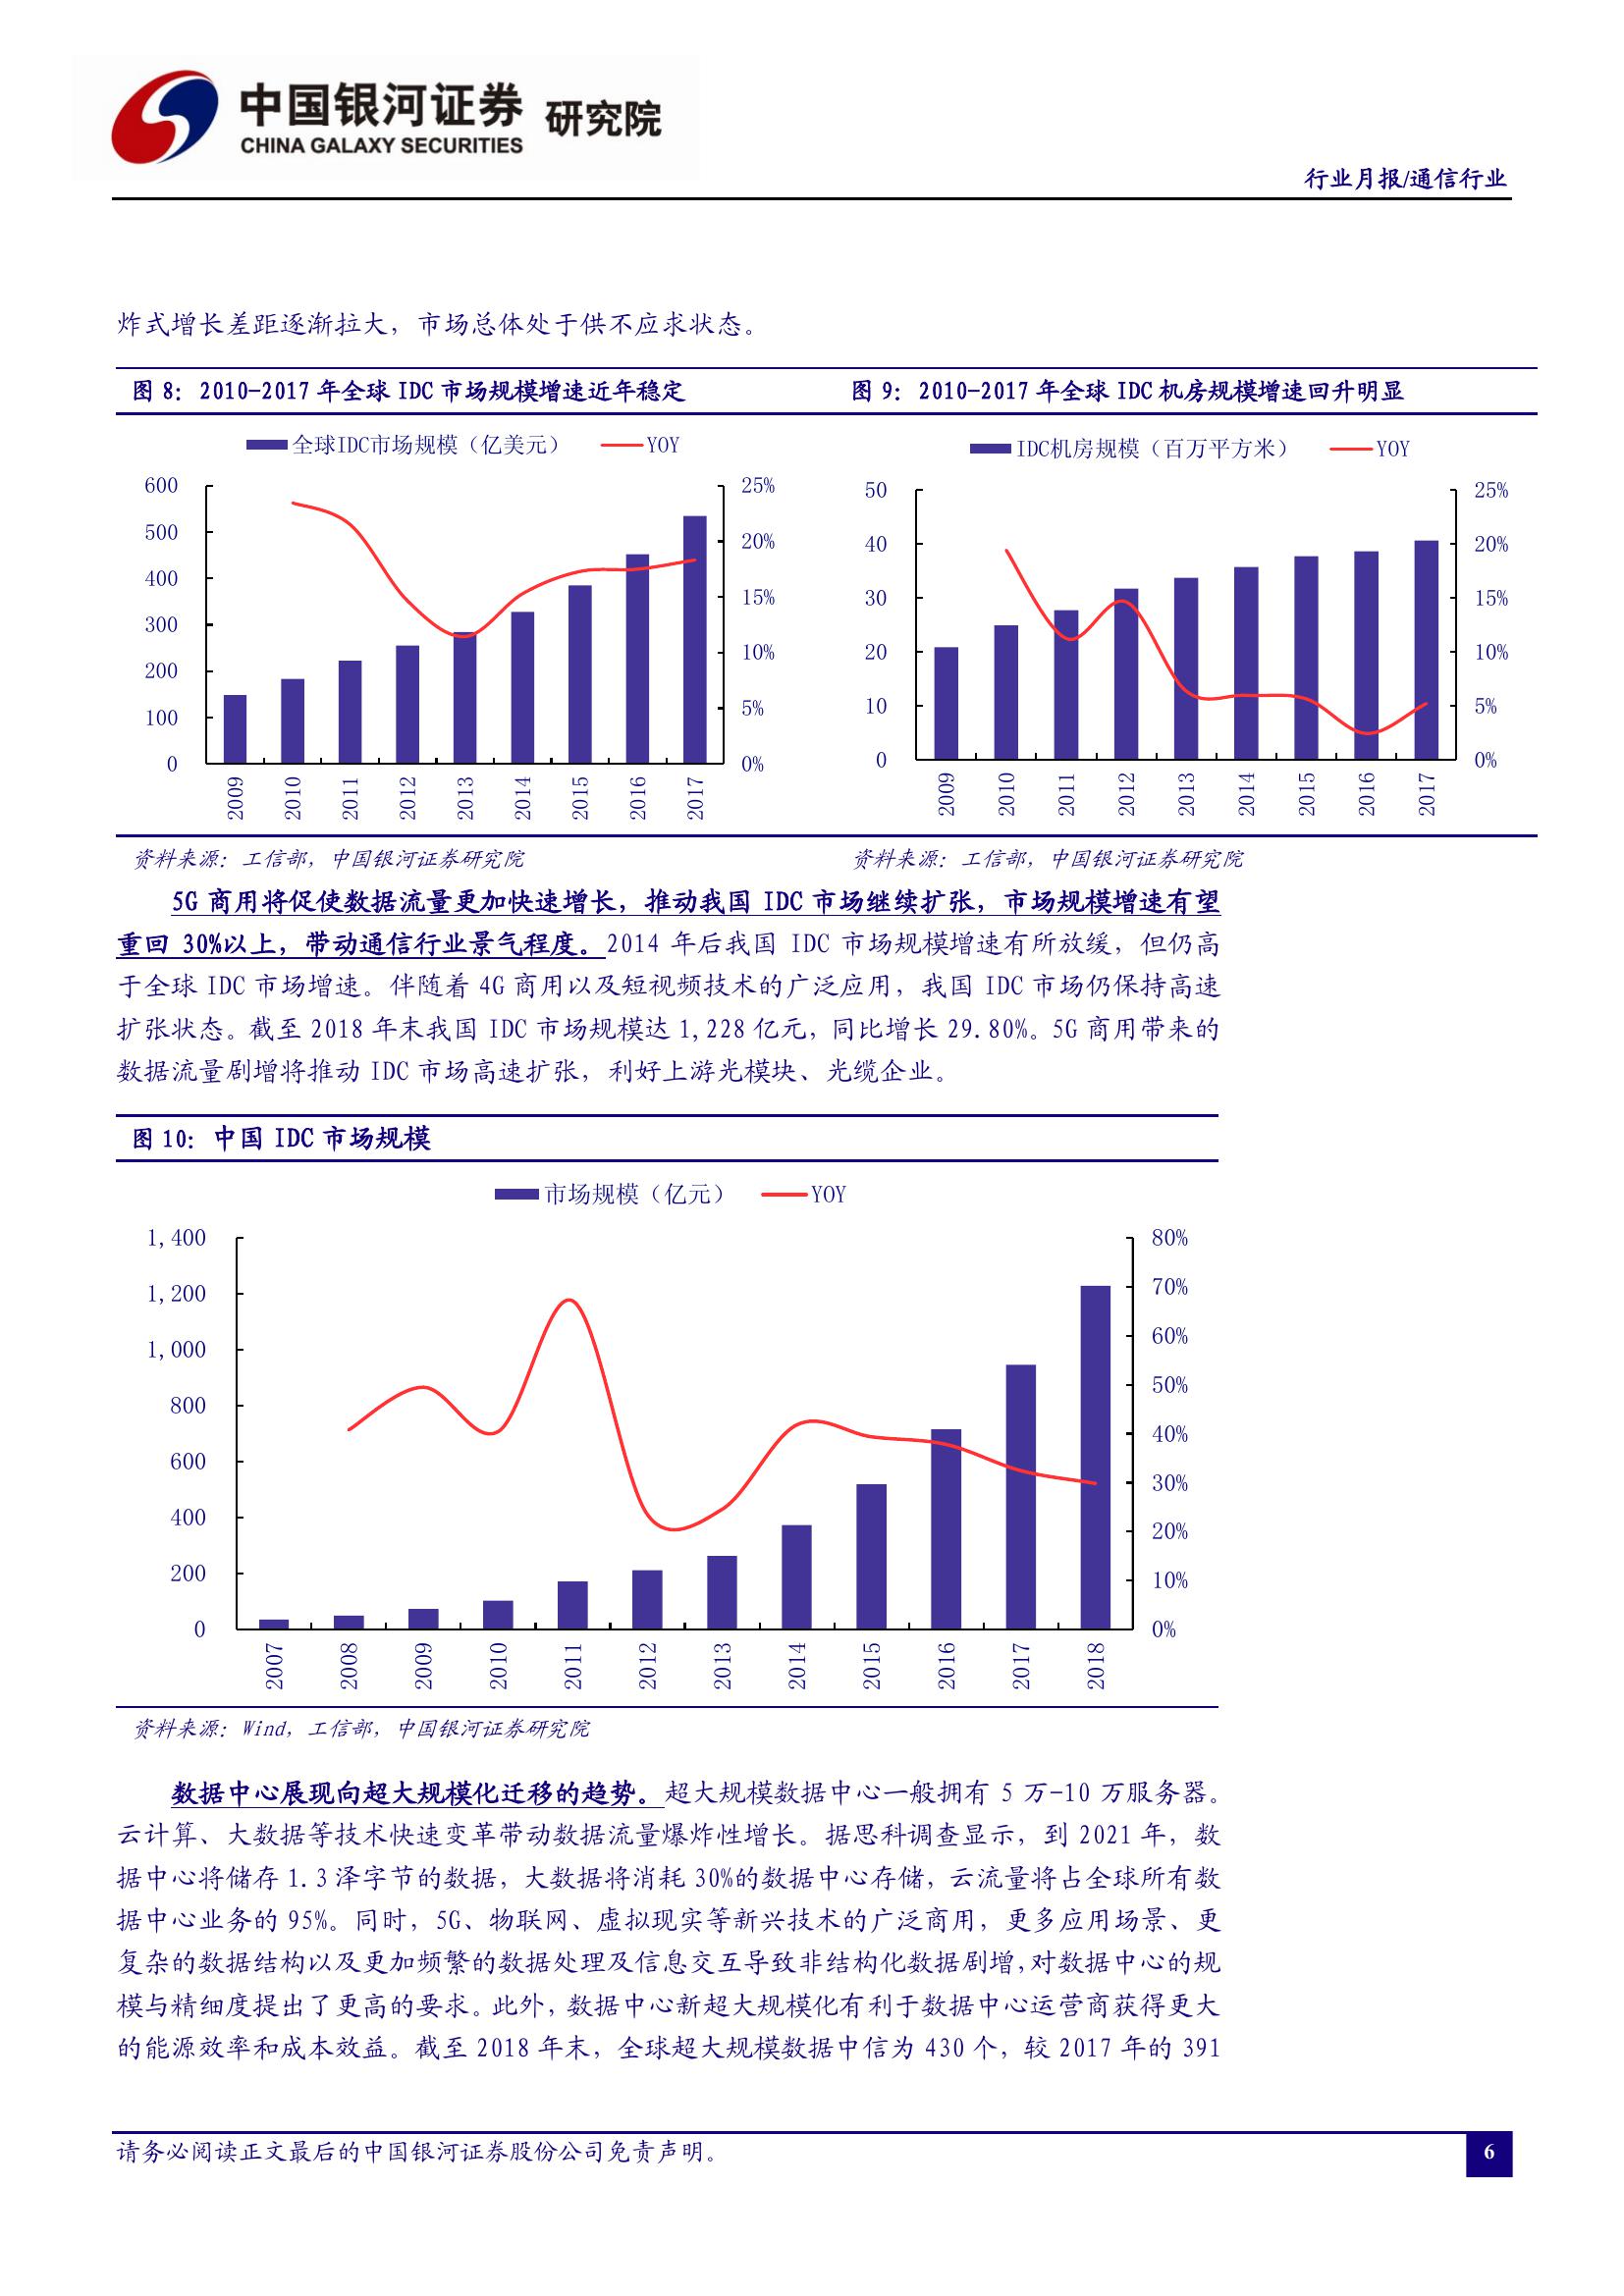 中国银河证券 研究院
CHINA GALAXY SECURITIES
行业月报/通信行业
炸式增长差距逐渐拉大，市场总体处于供不应求状态。
图 8：2010-2017 年全球 IDC 市场规模增速近年稳定
全球IDC市场规模（亿美元） YOY
600
500
400
300
200
100
0
25%
20%
15%
10%
5%
0%
2009 2010 2011 2012 2013 2014 2015 2016 2017
资料来源：工信部，中国银河证券研究院
图 9：2010-2017 年全球 IDC 机房规模增速回升明显
IDC机房规模（百万平方米） YOY
50
40
30
20
10
0
25%
20%
15%
10%
5%
0%
2009 2010 2011 2012 2013 2014 2015 2016 2017
资料来源：工信部，中国银河证券研究院
5G 商用将促使数据流量更加快速增长，推动我国 IDC 市场继续扩张，市场规模增速有望
重回 30%以上，带动通信行业景气程度。2014 年后我国 IDC 市场规模增速有所放缓，但仍高
于全球 IDC 市场增速。伴随着 4G 商用以及短视频技术的广泛应用，我国 IDC 市场仍保持高速
扩张状态。截至 2018 年末我国 IDC 市场规模达 1,228 亿元，同比增长 29.80%。5G 商用带来的
数据流量剧增将推动 IDC 市场高速扩张，利好上游光模块、光缆企业。
图 10：中国 IDC 市场规模
市场规模（亿元） YOY
1,400
1,200
1,000
800
600
400
200
0
80%
70%
60%
50%
40%
30%
20%
10%
0%
2007 2008 2009 2010 2011 2012 2013 2014 2015 2016 2017 2018
资料来源：Wind，工信部，中国银河证券研究院
数据中心展现向超大规模化迁移的趋势。超大规模数据中心一般拥有 5 万-10 万服务器。
云计算、大数据等技术快速变革带动数据流量爆炸性增长。据思科调查显示，到 2021 年，数
据中心将储存 1.3 泽字节的数据，大数据将消耗 30%的数据中心存储，云流量将占全球所有数
据中心业务的 95%。同时，5G、物联网、虚拟现实等新兴技术的广泛商用，更多应用场景、更
复杂的数据结构以及更加频繁的数据处理及信息交互导致非结构化数据剧增，对数据中心的规
模与精细度提出了更高的要求。此外，数据中心新超大规模化有利于数据中心运营商获得更大
的能源效率和成本效益。截至 2018 年末，全球超大规模数据中信为 430 个，较 2017 年的 391
请务必阅读正文最后的中国银河证券股份公司免责声明。
6